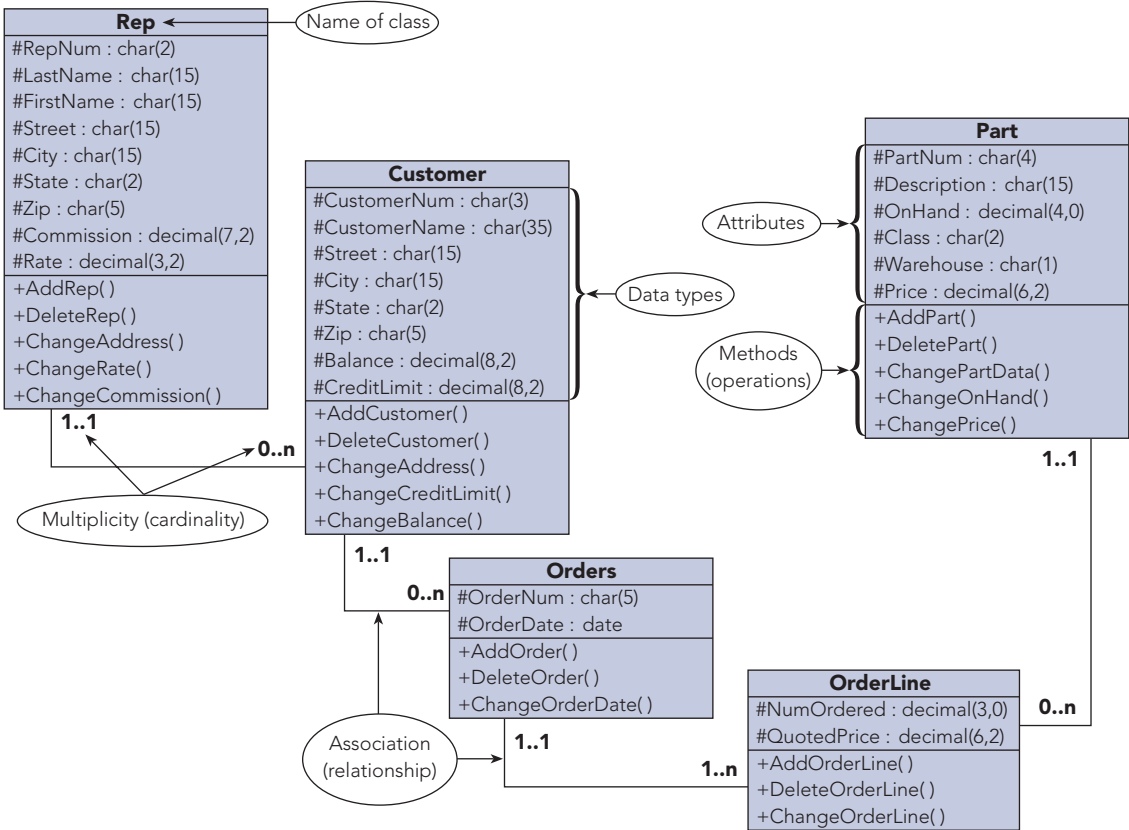 Rep
Name of class
#RepNum : char(2)
#LastName : char(15)
#FirstName : char(15)
#Street : char(15)
#City : char(15)
#State : char(2)
#Zip : char(5)
#Commission : decimal(7,2)
#Rate : decimal(3,2)
+AddRep( )
+DeleteRep( )
+ChangeAddress( )
+ChangeRate( )
+ChangeCommission( )
1..1
0..n
Multiplicity (cardinality)
Customer
#CustomerNum : char(3)
#CustomerName : char(35)
#Street : char(15)
#City : char(15)
#State : char(2)
#Zip : char(5)
#Balance : decimal(8,2)
#CreditLimit : decimal(8,2)
+AddCustomer( )
+DeleteCustomer( )
+ChangeAddress( )
+ChangeCreditLimit( )
+ChangeBalance( )
Data types
Part
#PartNum : char(4)
#Description : char(15)
#OnHand : decimal(4,0)
#Class : char(2)
#Warehouse : char(1)
#Price : decimal(6,2)
+AddPart( )
+DeletePart( )
+ChangePartData( )
+ChangeOnHand( )
+ChangePrice( )
Attributes
Methods
(operations)
1..1
1..1
0..n
Orders
#OrderNum : char(5)
#OrderDate : date
+AddOrder( )
+DeleteOrder( )
+ChangeOrderDate( )
Association
(relationship)
1..1
1..n
OrderLine
#NumOrdered : decimal(3,0)
#QuotedPrice : decimal(6,2)
+AddOrderLine( )
+DeleteOrderLine( )
+ChangeOrderLine( )
0..n